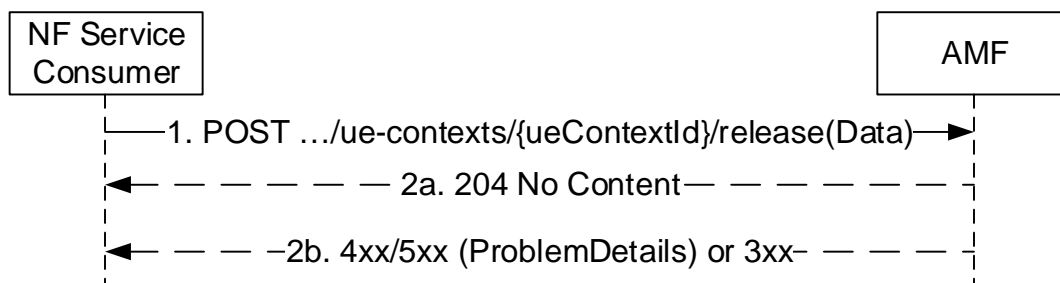 NF Service
Consumer
AMF
1. POST …/ue-contexts/{ueContextId}/release(Data)
2a. 204 No Content
2b. 4xx/5xx (ProblemDetails) or 3xx